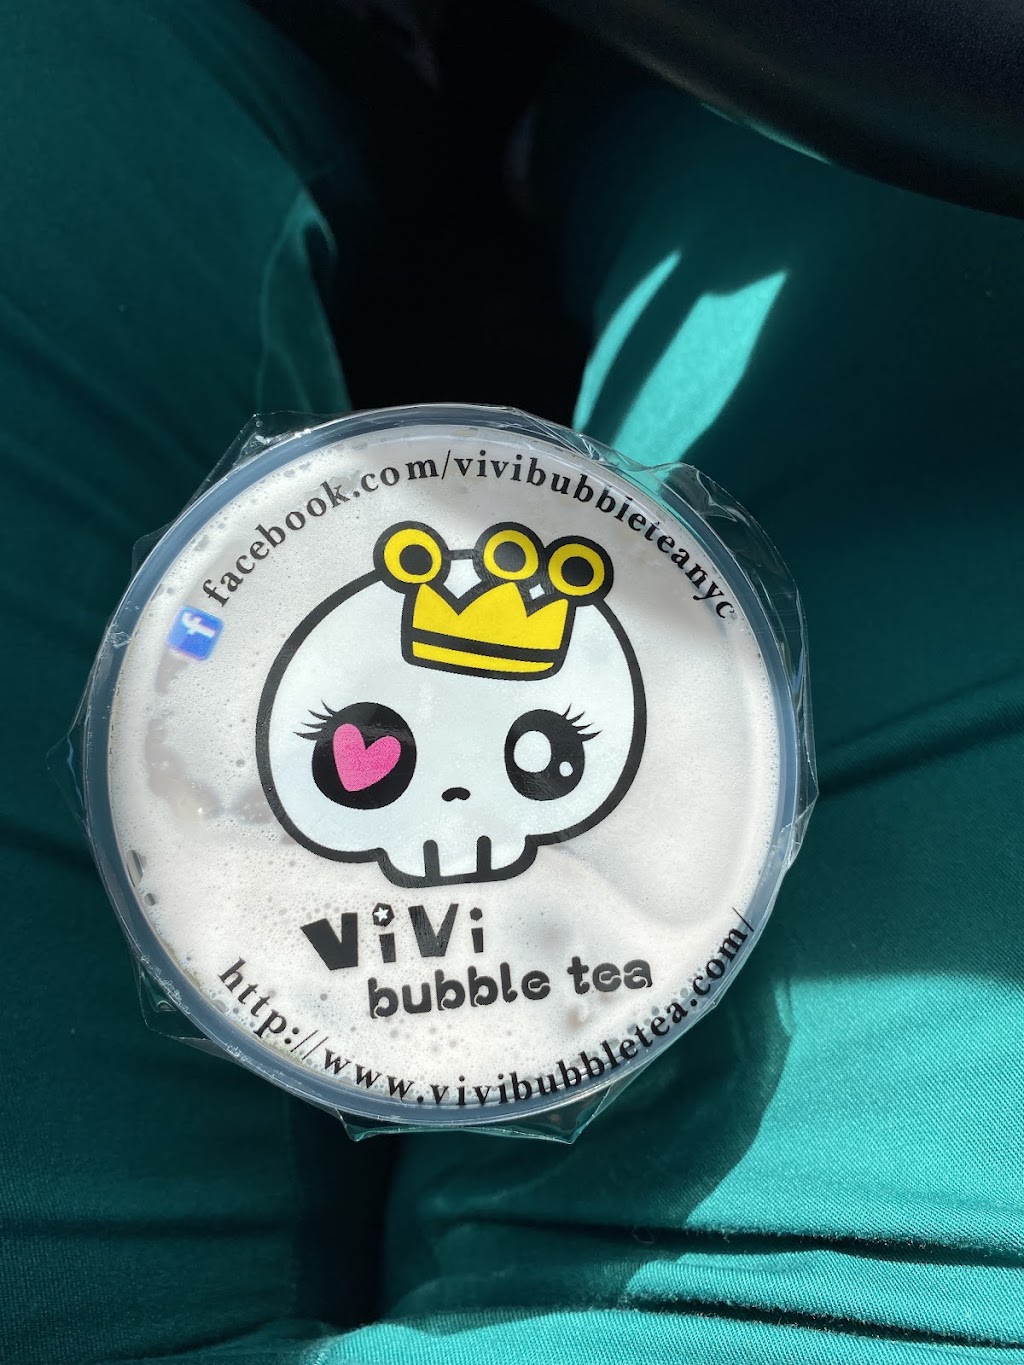 facebook.com/vivibubbleteanyc
ViVi
bubble tea
http://www.vivibubbletea.com/